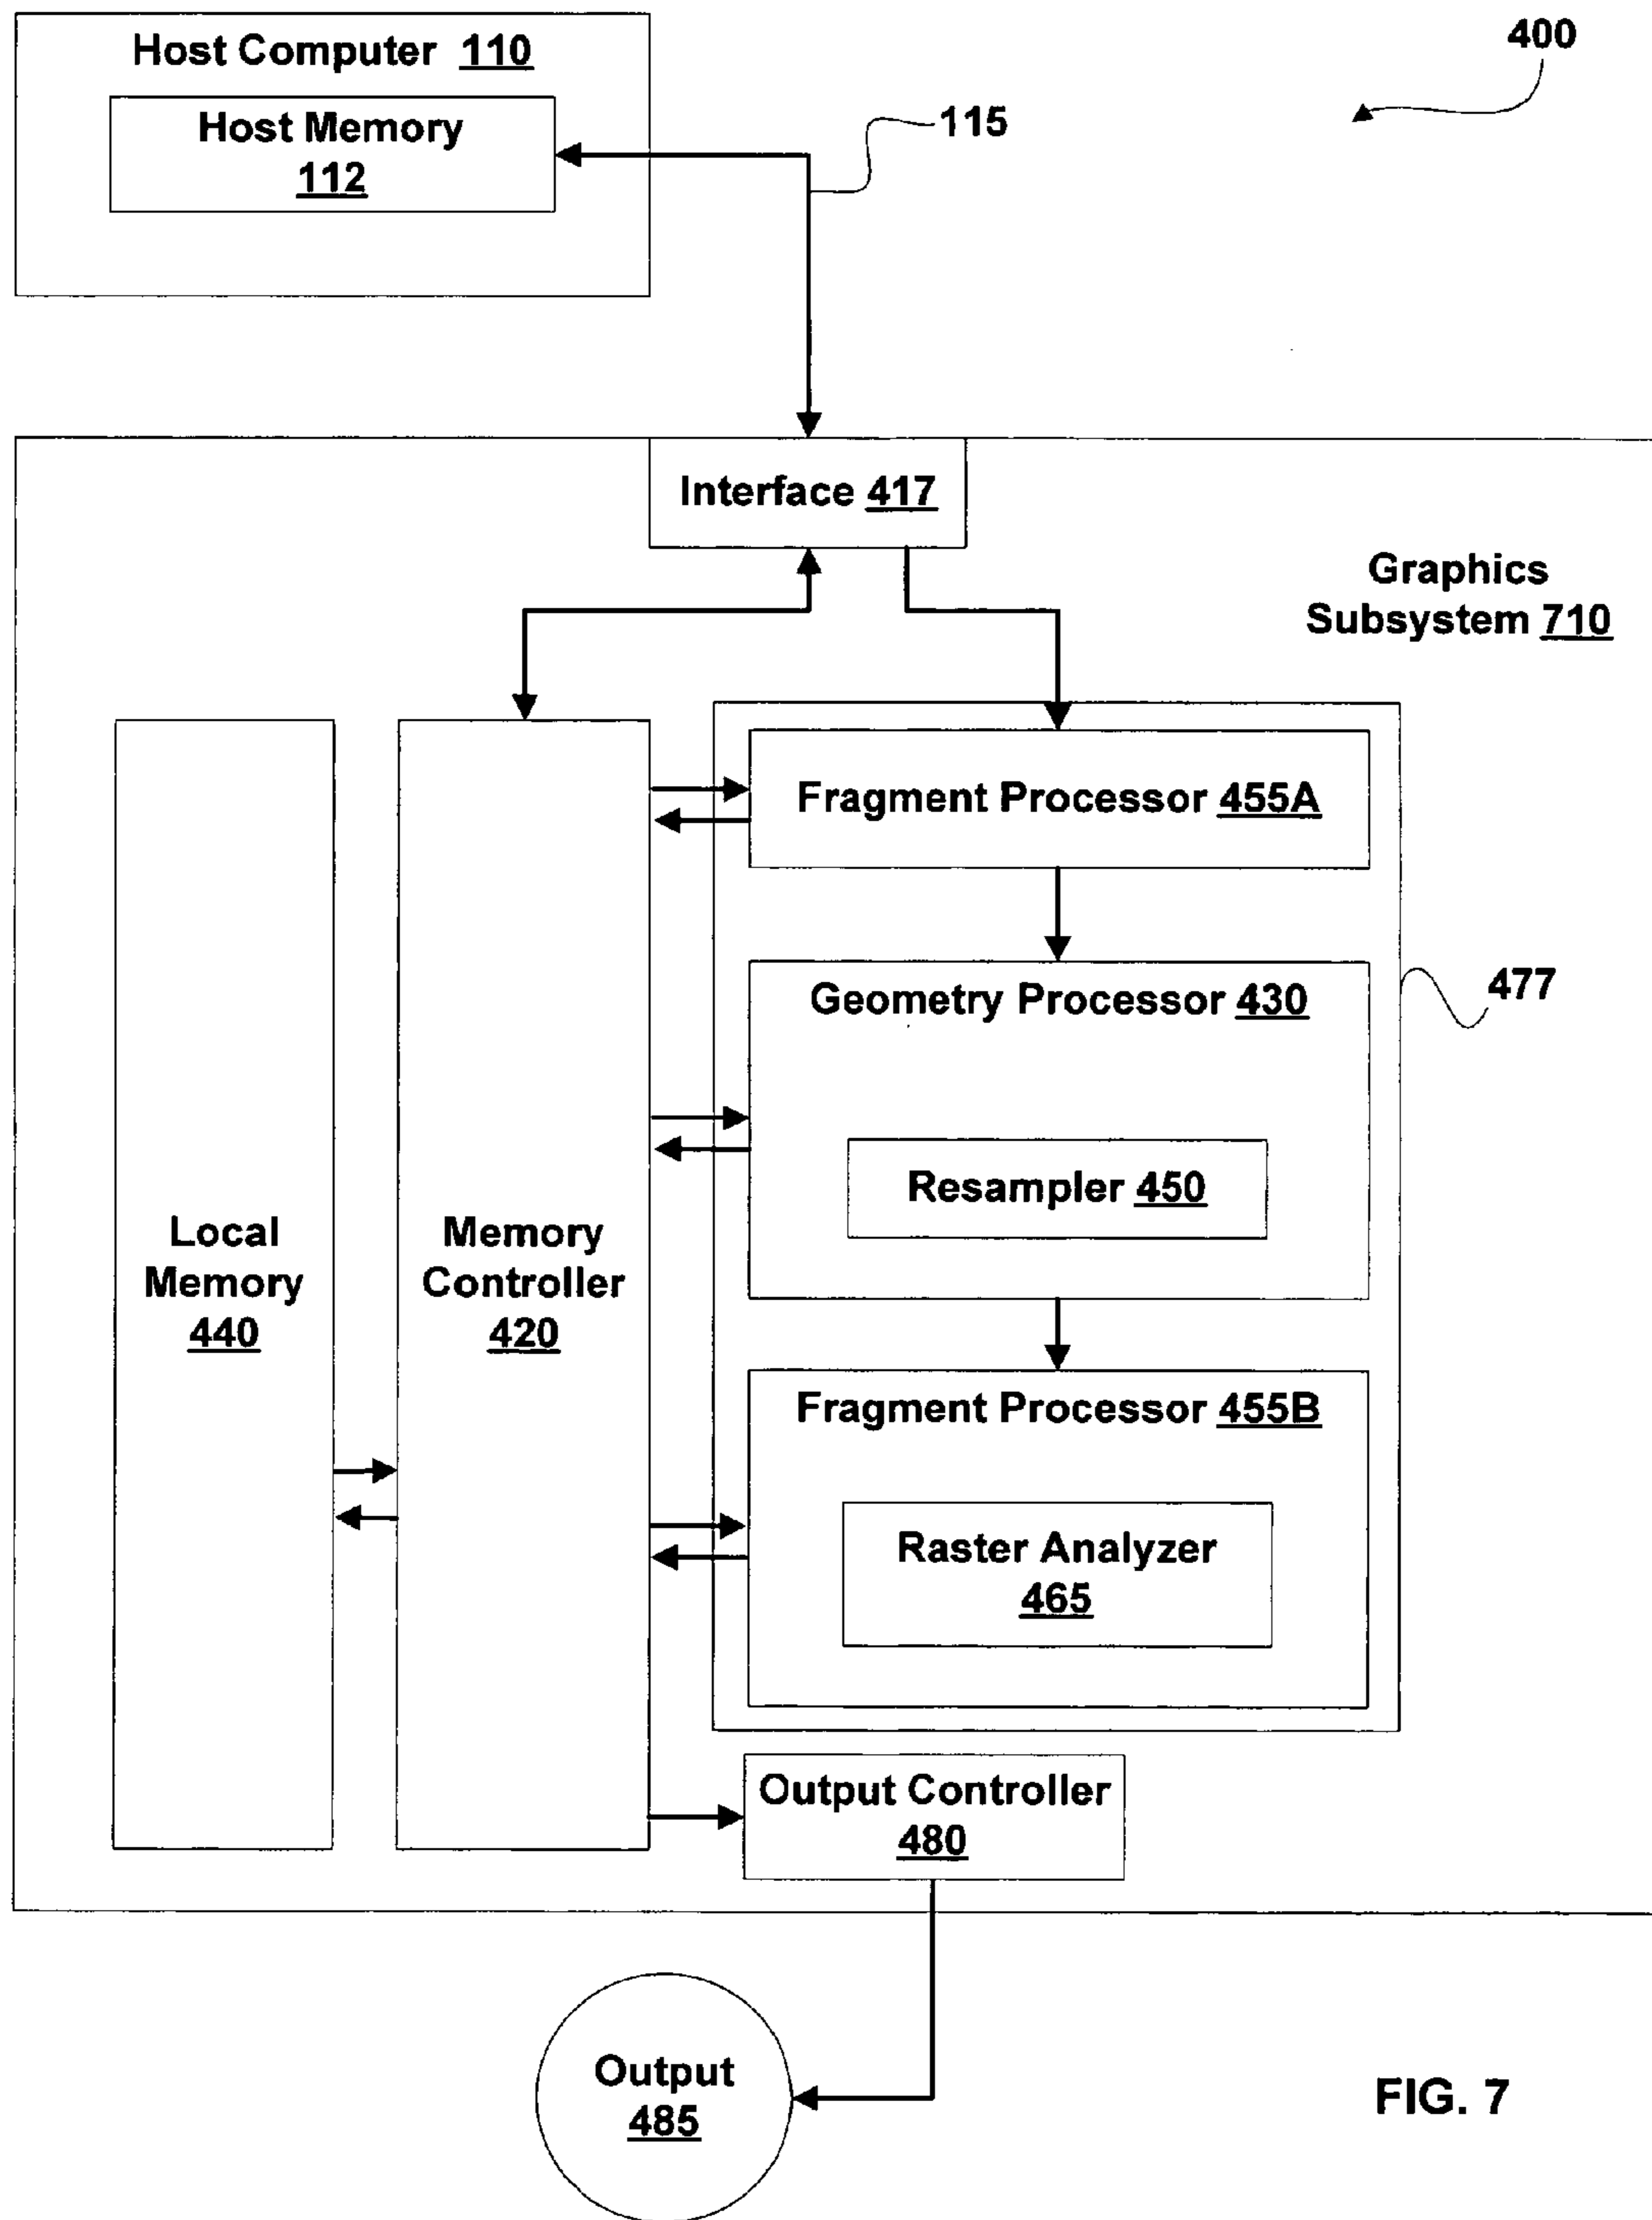 Host Computer 110
400
Host Memory
112
115
Interface 417
Graphics
Subsystem 710
Fragment Processor 455A
Geometry Processor 430
477
Resampler 450
Local
Memory
440
Memory
Controller
420
Fragment Processor 455B
Raster Analyzer
465
Output Controller
480
Output
485
FIG. 7